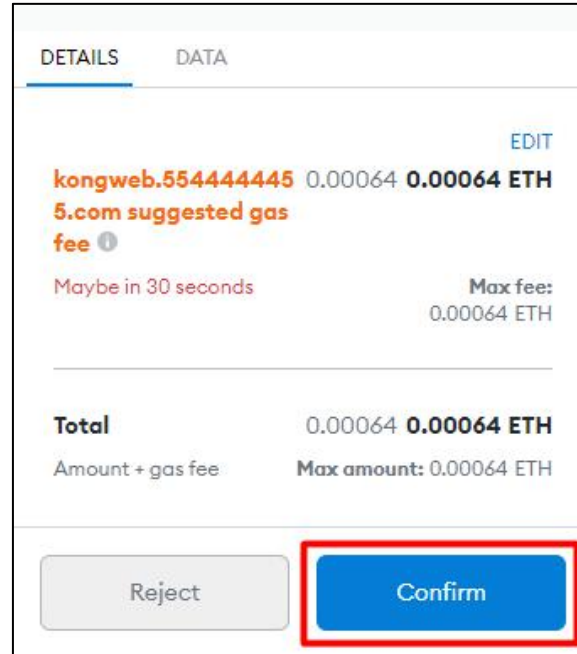 DETAILS DATA
EDIT
kongweb.554444445 0.00064 0.00064 ETH
5.com suggested gas
fee
Maybe in 30 seconds Max fee:
0.00064 ETH
Total 0.00064 0.00064 ETH
Amount + gas fee Max amount: 0.00064 ETH
Reject Confirm